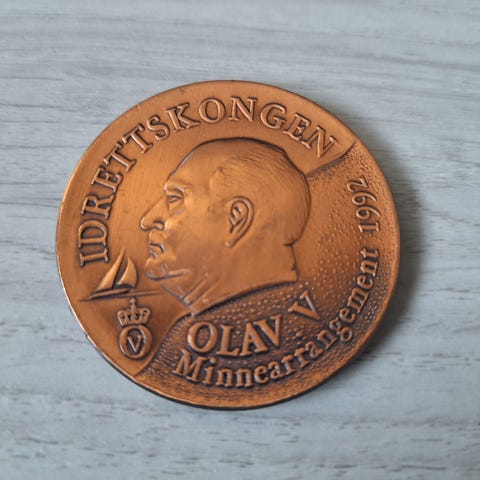 IDRETTSKONGEN
OLAV V
Minnearrangement 1992
V